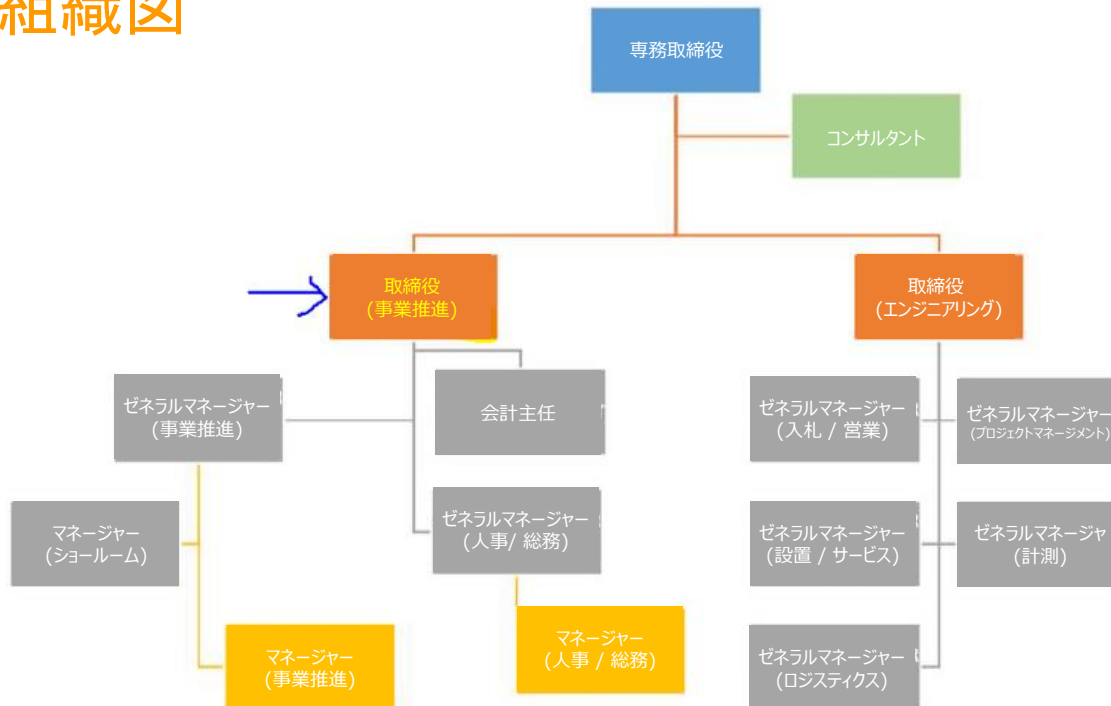 組織図
専務取締役
コンサルタント
取締役
(事業推進)
取締役
(エンジニアリング)
ゼネラルマネージャー
(事業推進)
会計主任
ゼネラルマネージャー
(入札 / 営業)
ゼネラルマネージャー
(プロジェクトマネージメント)
マネージャー
(ショールーム)
ゼネラルマネージャー
(人事/ 総務)
ゼネラルマネージャー
(設置 / サービス)
ゼネラルマネージャ
(計測)
マネージャー
(事業推進)
マネージャー
(人事 / 総務)
ゼネラルマネージャー
(ロジスティクス)